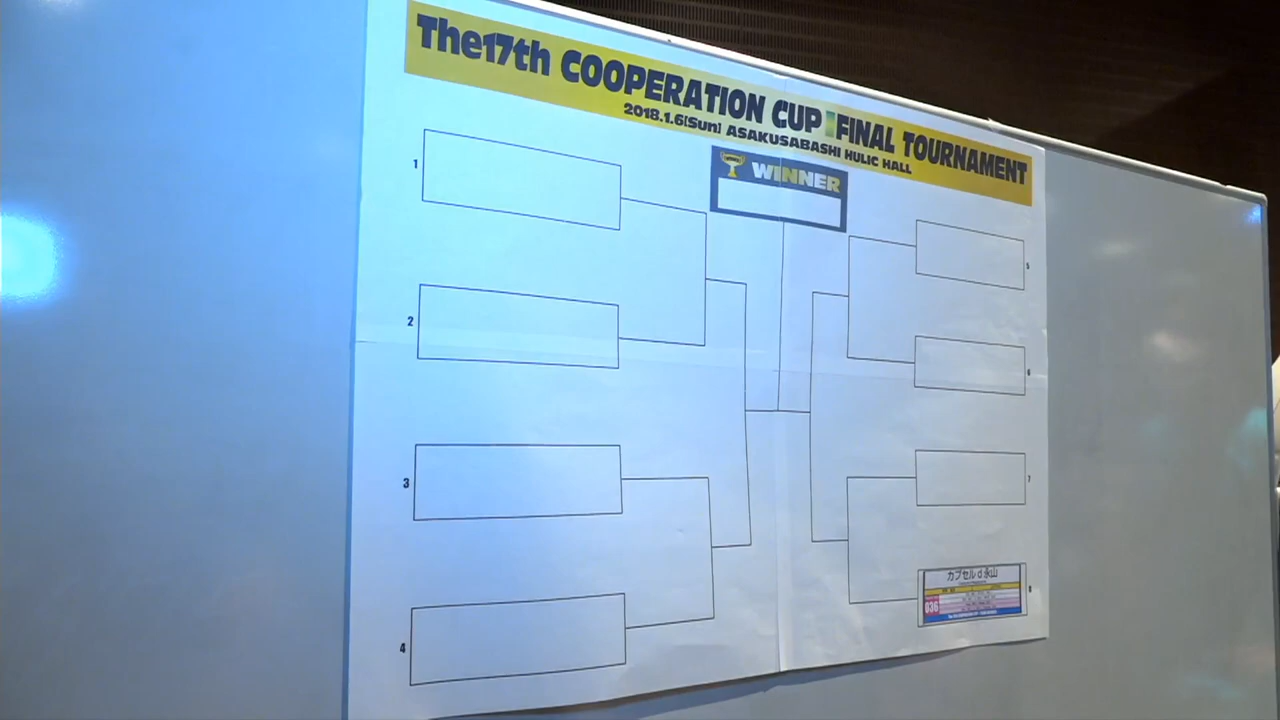 The17th COOPERATION CUP FINAL TOURNAMENT
2018.1.6[Sun] ASAKUSABASHI HULIC HALL
WINNER
1
2
3
4
5
6
7
8
カプセル d 永山
036